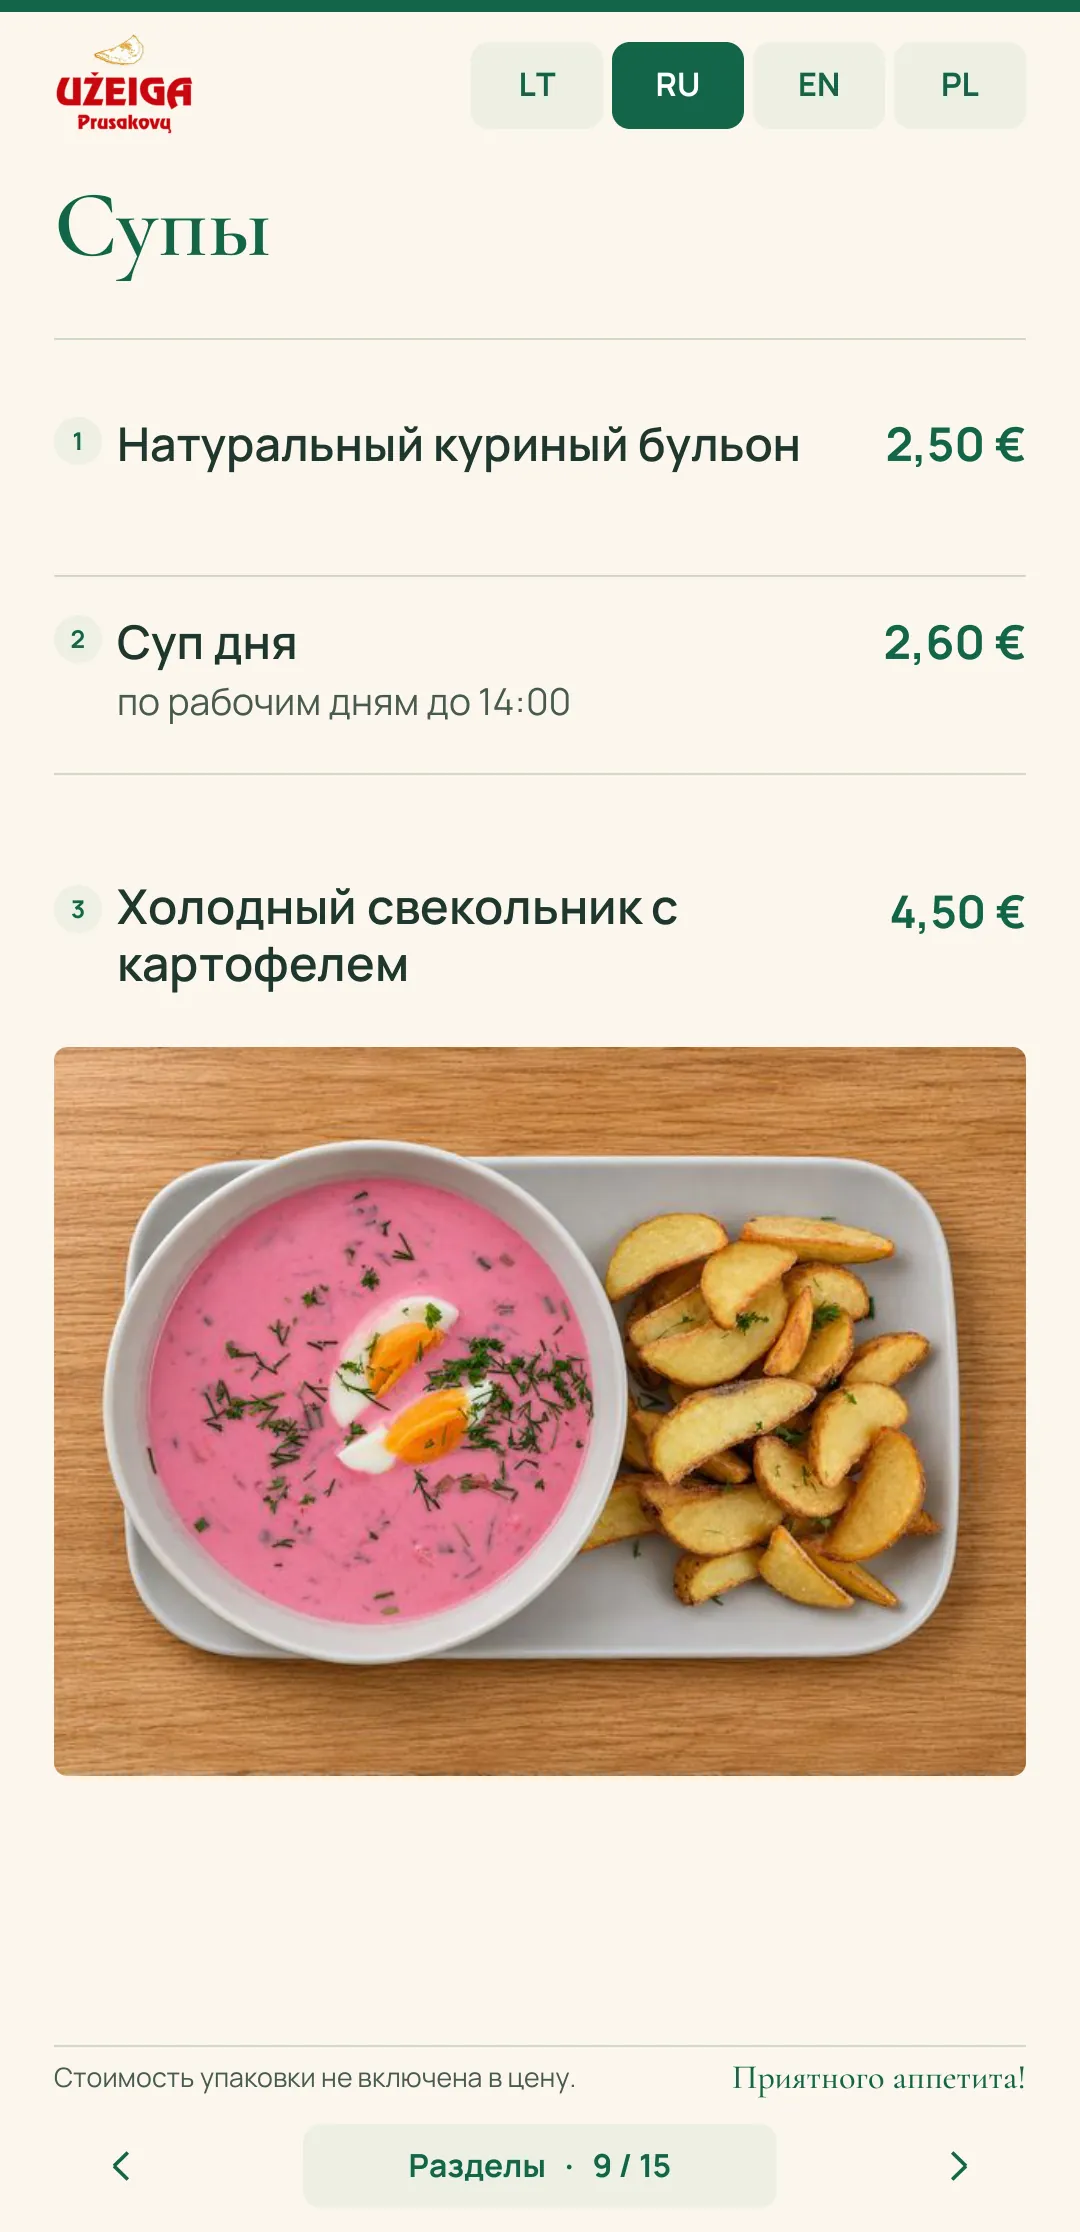 UŽEIGA
Prusakovų
LT RU EN PL
Супы
1 Натуральный куриный бульон 2,50 €
2 Суп дня 2,60 €
по рабочим дням до 14:00
3 Холодный свекольник с 4,50 €
картофелем
Стоимость упаковки не включена в цену. Приятного аппетита!
Разделы · 9 / 15